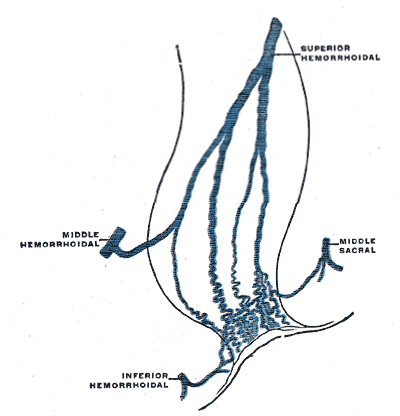 SUPERIOR
HEMORRHOIDAL
MIDDLE
HEMORRHOIDAL
MIDDLE
SACRAL
INFERIOR
HEMORRHOIDAL